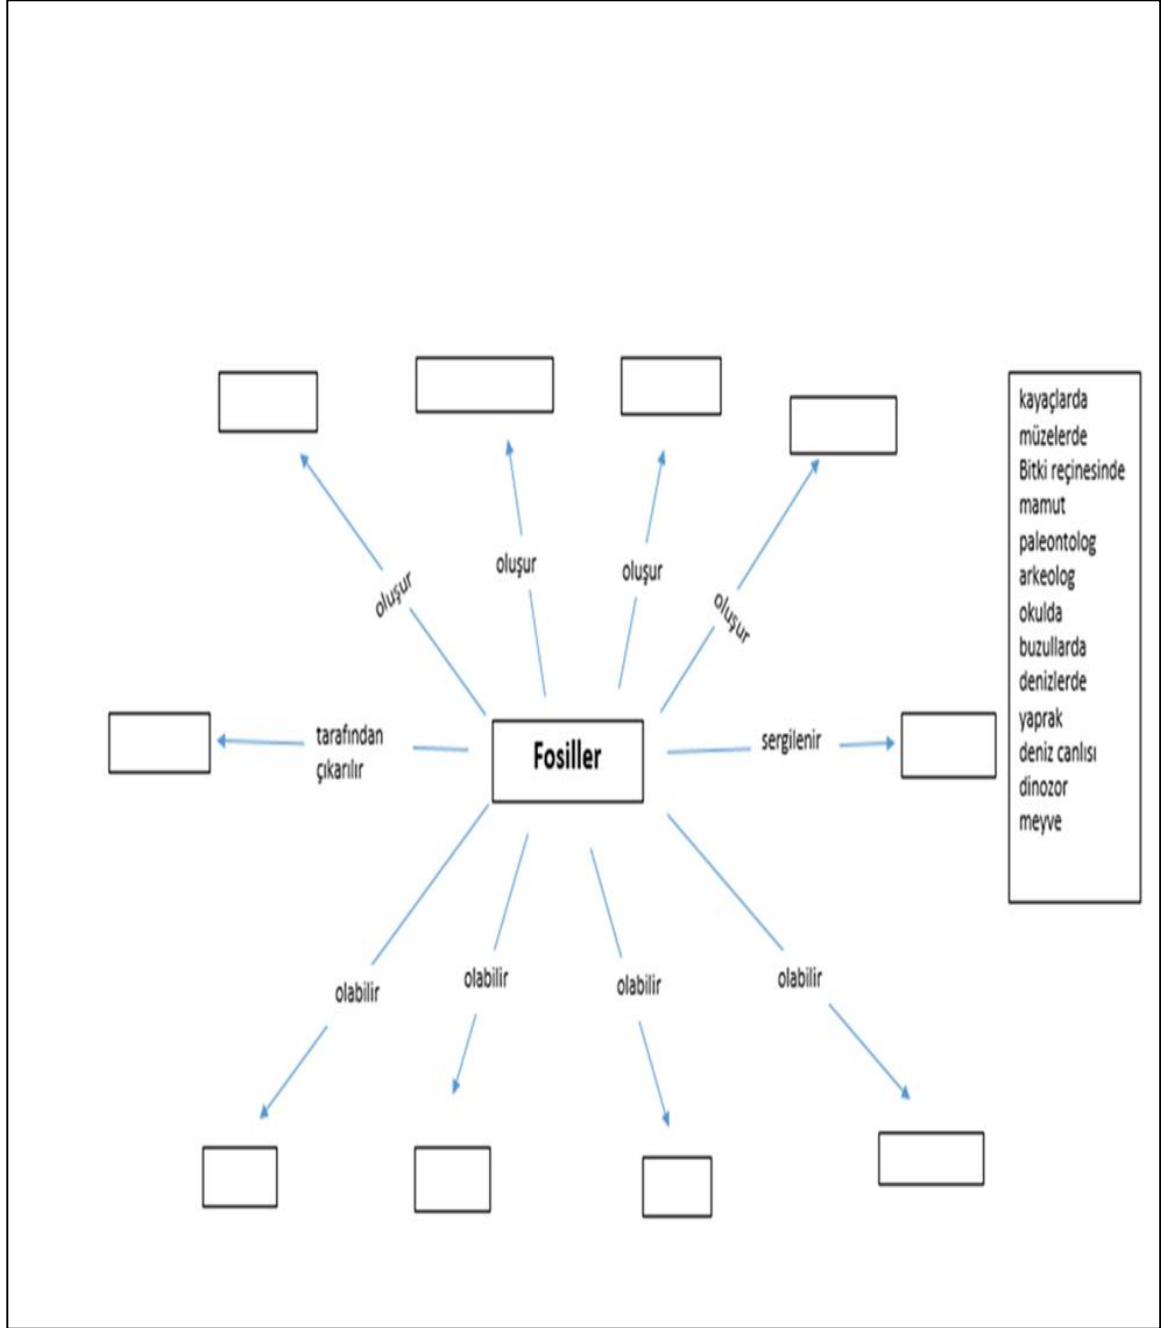 kayaçlarda
müzelerde
Bitki reçinesinde
mamut
paleontolog
arkeolog
okulda
buzullarda
denizlerde
yaprak
deniz canlısı
dinozor
meyve
oluşur
oluşur
oluşur
oluşur
tarafından
çıkarılır
Fosiller
sergilenir
olabilir
olabilir
olabilir
olabilir